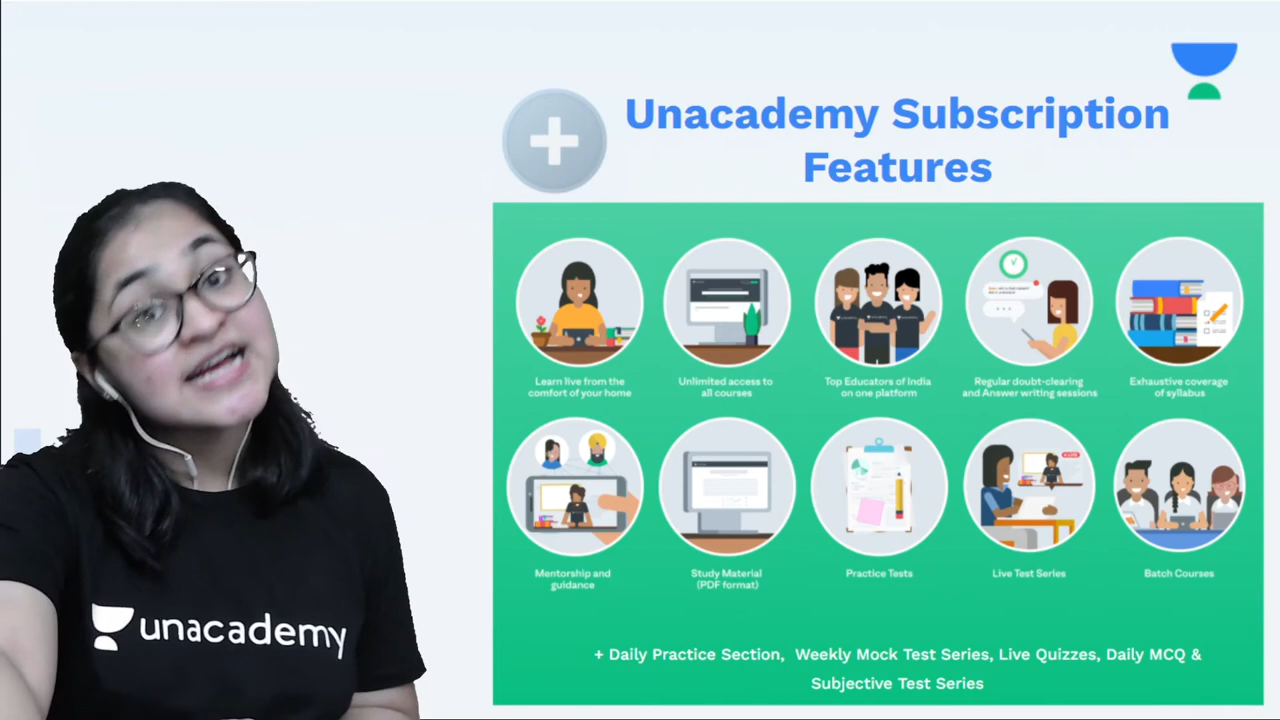 Unacademy Subscription
Features
Learn live from the
comfort of your home
Unlimited access to
all courses
Top Educators of India
on one platform
Regular doubt-clearing
and Answer writing sessions
Exhaustive coverage
of syllabus
Mentorship and
guidance
Study Material
(PDF format)
Practice Tests
Live Test Series
Batch Courses
+ Daily Practice Section, Weekly Mock Test Series, Live Quizzes, Daily MCQ &
Subjective Test Series
unacademy